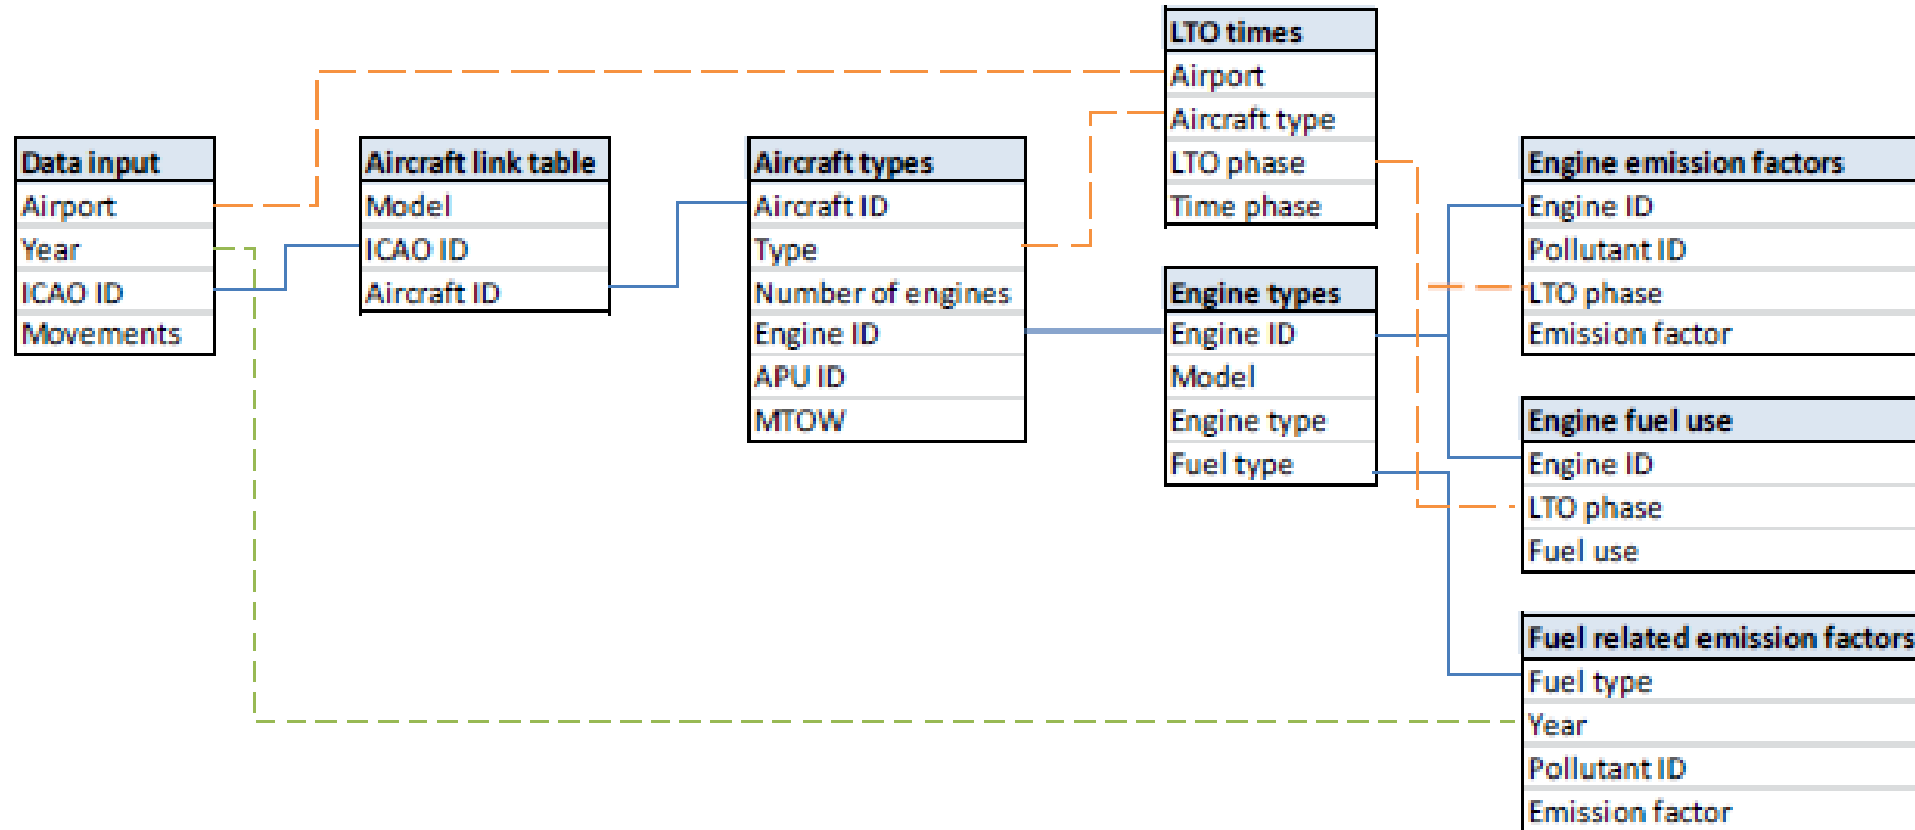 Data input
Airport
Year
ICAO ID
Movements
Aircraft link table
Model
ICAO ID
Aircraft ID
Aircraft types
Aircraft ID
Type
Number of engines
Engine ID
APU ID
MTOW
LTO times
Airport
Aircraft type
LTO phase
Time phase
Engine types
Engine ID
Model
Engine type
Fuel type
Engine emission factors
Engine ID
Pollutant ID
LTO phase
Emission factor
Engine fuel use
Engine ID
LTO phase
Fuel use
Fuel related emission factors
Fuel type
Year
Pollutant ID
Emission factor